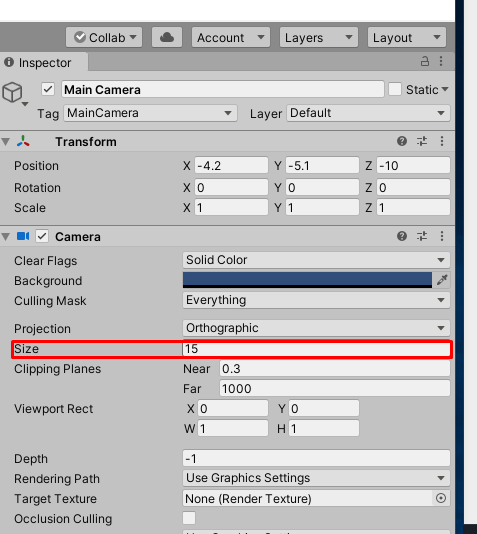 Collab Account Layers Layout
Inspector
Main Camera Static
Tag MainCamera Layer Default
Transform
Position X -4.2 Y -5.1 Z -10
Rotation X 0 Y 0 Z 0
Scale X 1 Y 1 Z 1
Camera
Clear Flags Solid Color
Background
Culling Mask Everything
Projection Orthographic
Size 15
Clipping Planes Near 0.3
Far 1000
Viewport Rect X 0 Y 0
W 1 H 1
Depth -1
Rendering Path Use Graphics Settings
Target Texture None (Render Texture)
Occlusion Culling